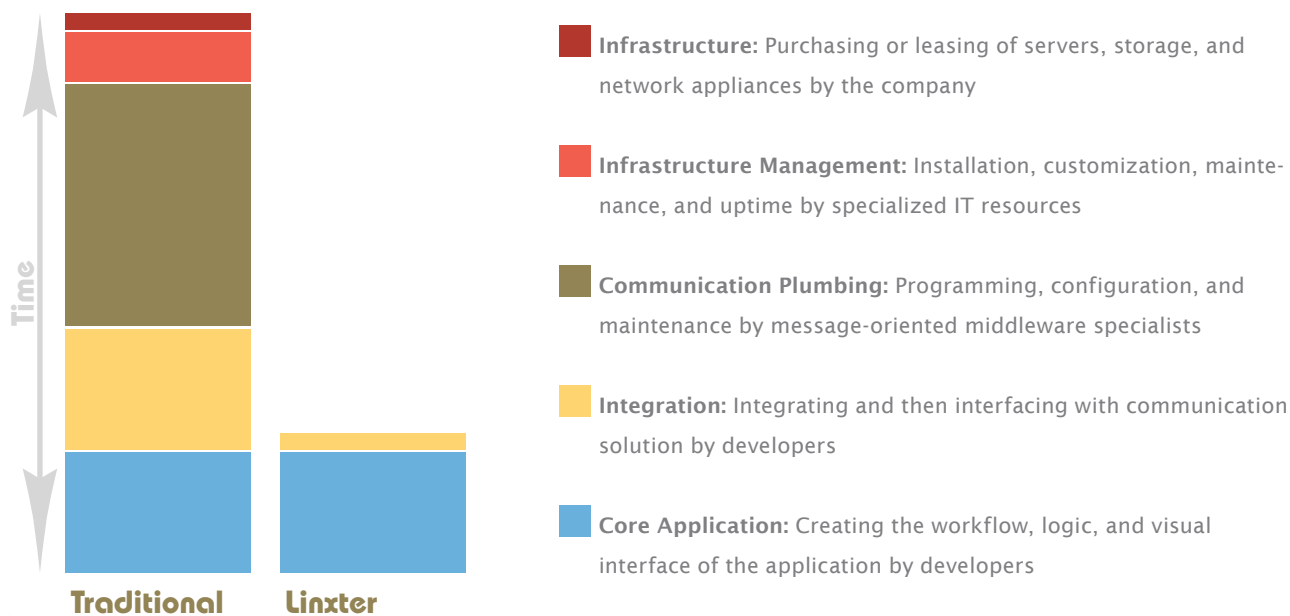 Infrastructure: Purchasing or leasing of servers, storage, and
network appliances by the company
Infrastructure Management: Installation, customization, mainte-
nance, and uptime by specialized IT resources
Communication Plumbing: Programming, configuration, and
maintenance by message-oriented middleware specialists
Integration: Integrating and then interfacing with communication
solution by developers
Core Application: Creating the workflow, logic, and visual
interface of the application by developers
Time
Traditional
Linxter